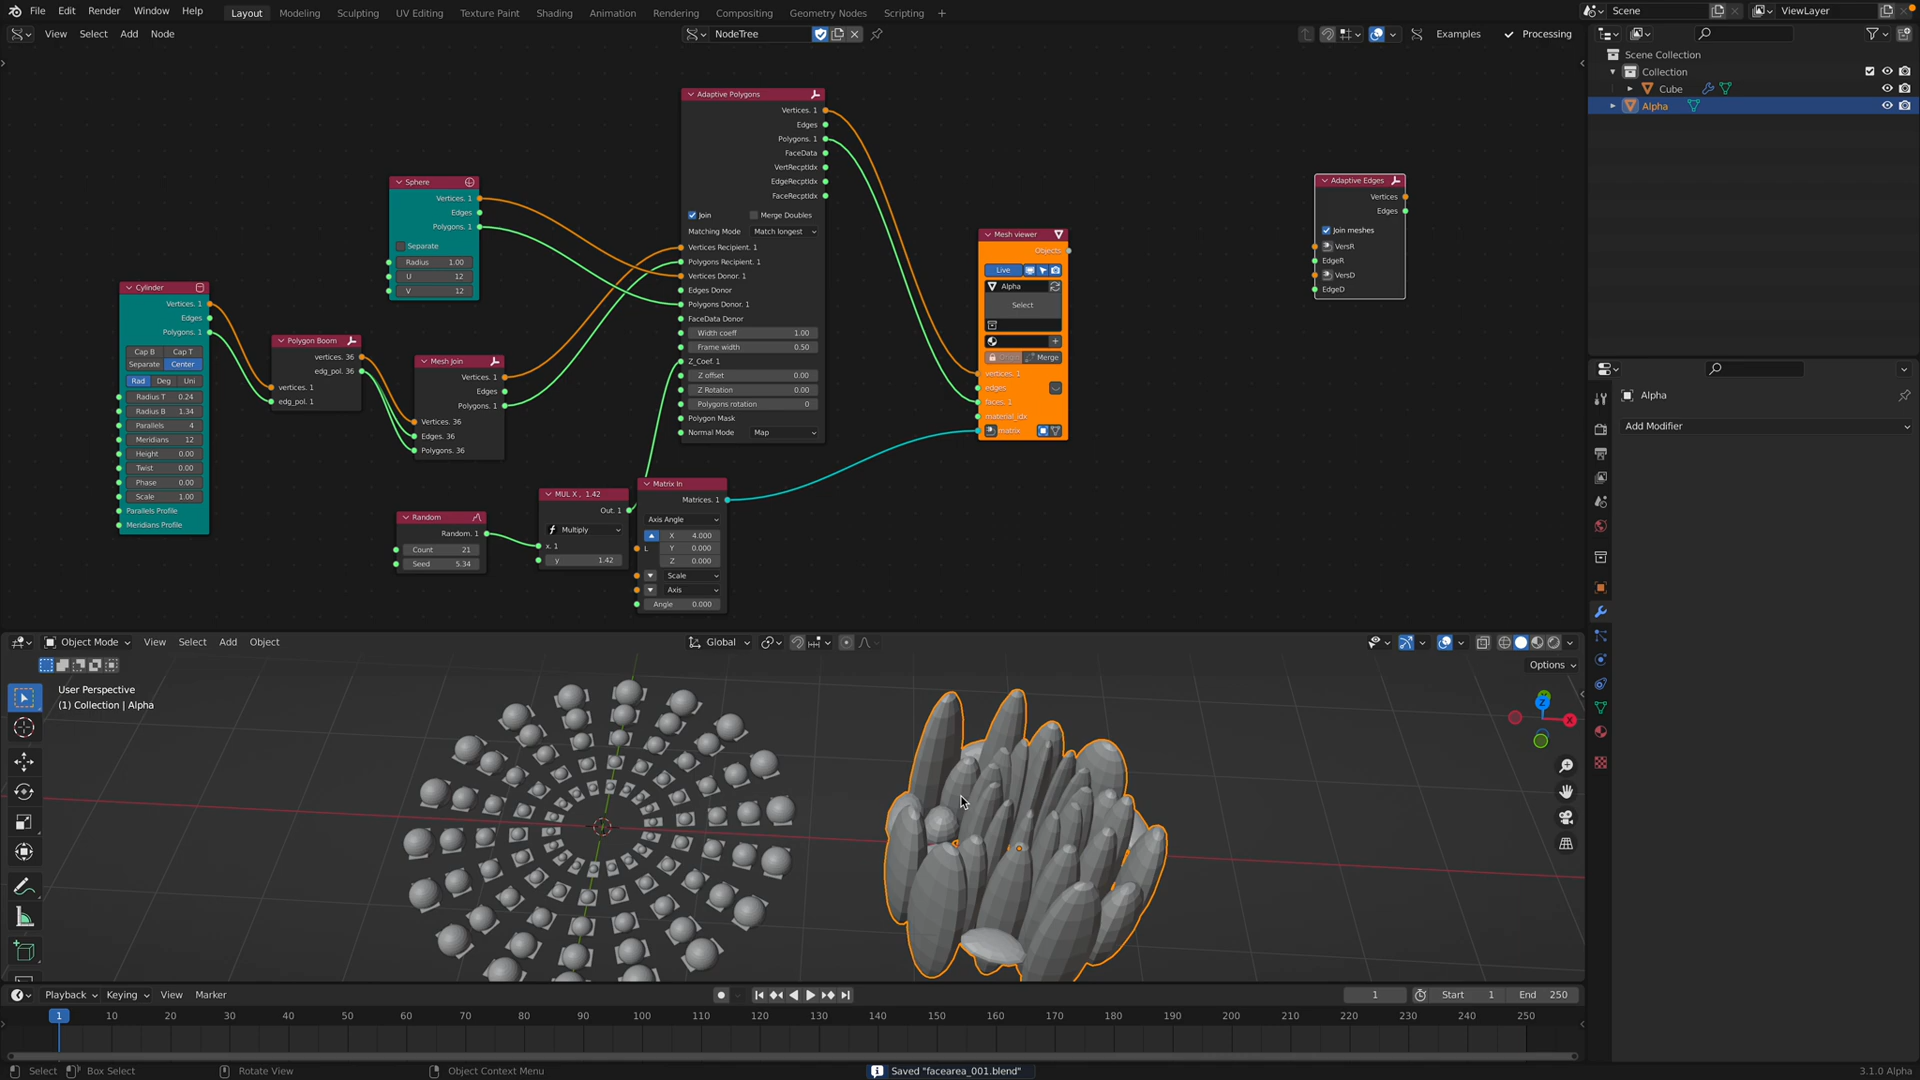 File Edit Render Window Help
Layout Modeling Sculpting UV Editing Texture Paint Shading Animation Rendering Compositing Geometry Nodes Scripting +
Scene
ViewLayer
View Select Add Node
NodeTree
Examples
Processing
Scene Collection
Collection
Cube
Alpha
Alpha
Add Modifier
Cylinder
Vertices. 1
Edges
Polygons. 1
Cap B Cap T
Separate Center
Rad Deg Uni
Radius T 0.24
Radius B 1.34
Parallels 4
Meridians 12
Height 0.00
Twist 0.00
Phase 0.00
Scale 1.00
Parallels Profile
Meridians Profile
Polygon Boom
vertices. 36
edg_pol. 36
vertices. 1
edg_pol. 1
Sphere
Vertices. 1
Edges
Polygons. 1
Separate
Radius 1.00
U 12
V 12
Mesh Join
Vertices. 1
Edges
Polygons. 1
Vertices. 36
Edges. 36
Polygons. 36
Random
Random. 1
Count 21
Seed 5.34
MUL X , 1.42
Out. 1
Multiply
x. 1
y 1.42
Matrix In
Matrices. 1
Axis Angle
X 4.000
L Y 0.000
Z 0.000
Scale
Axis
Angle 0.000
Adaptive Polygons
Vertices. 1
Edges
Polygons. 1
FaceData
VertRecptIdx
EdgeRecptIdx
FaceRecptIdx
Join Merge Doubles
Matching Mode Match longest
Vertices Recipient. 1
Polygons Recipient. 1
Vertices Donor. 1
Edges Donor
Polygons Donor. 1
FaceData Donor
Width coeff 1.00
Frame width 0.50
Z_Coef. 1
Z offset 0.00
Z Rotation 0.00
Polygons rotation 0
Polygon Mask
Normal Mode Map
Mesh viewer
Objects
Live
Alpha
Select
+
Merge
vertices. 1
edges
faces. 1
material_idx
matrix
Adaptive Edges
Vertices
Edges
Join meshes
VersR
EdgeR
VersD
EdgeD
Object Mode View Select Add Object
Global
Options
User Perspective
(1) Collection | Alpha
Z
X
Playback Keying View Marker
1
Start 1
End 250
1 10 20 30 40 50 60 70 80 90 100 110 120 130 140 150 160 170 180 190 200 210 220 230 240 250
Select
Box Select
Rotate View
Object Context Menu
Saved "facearea_001.blend"
3.1.0 Alpha